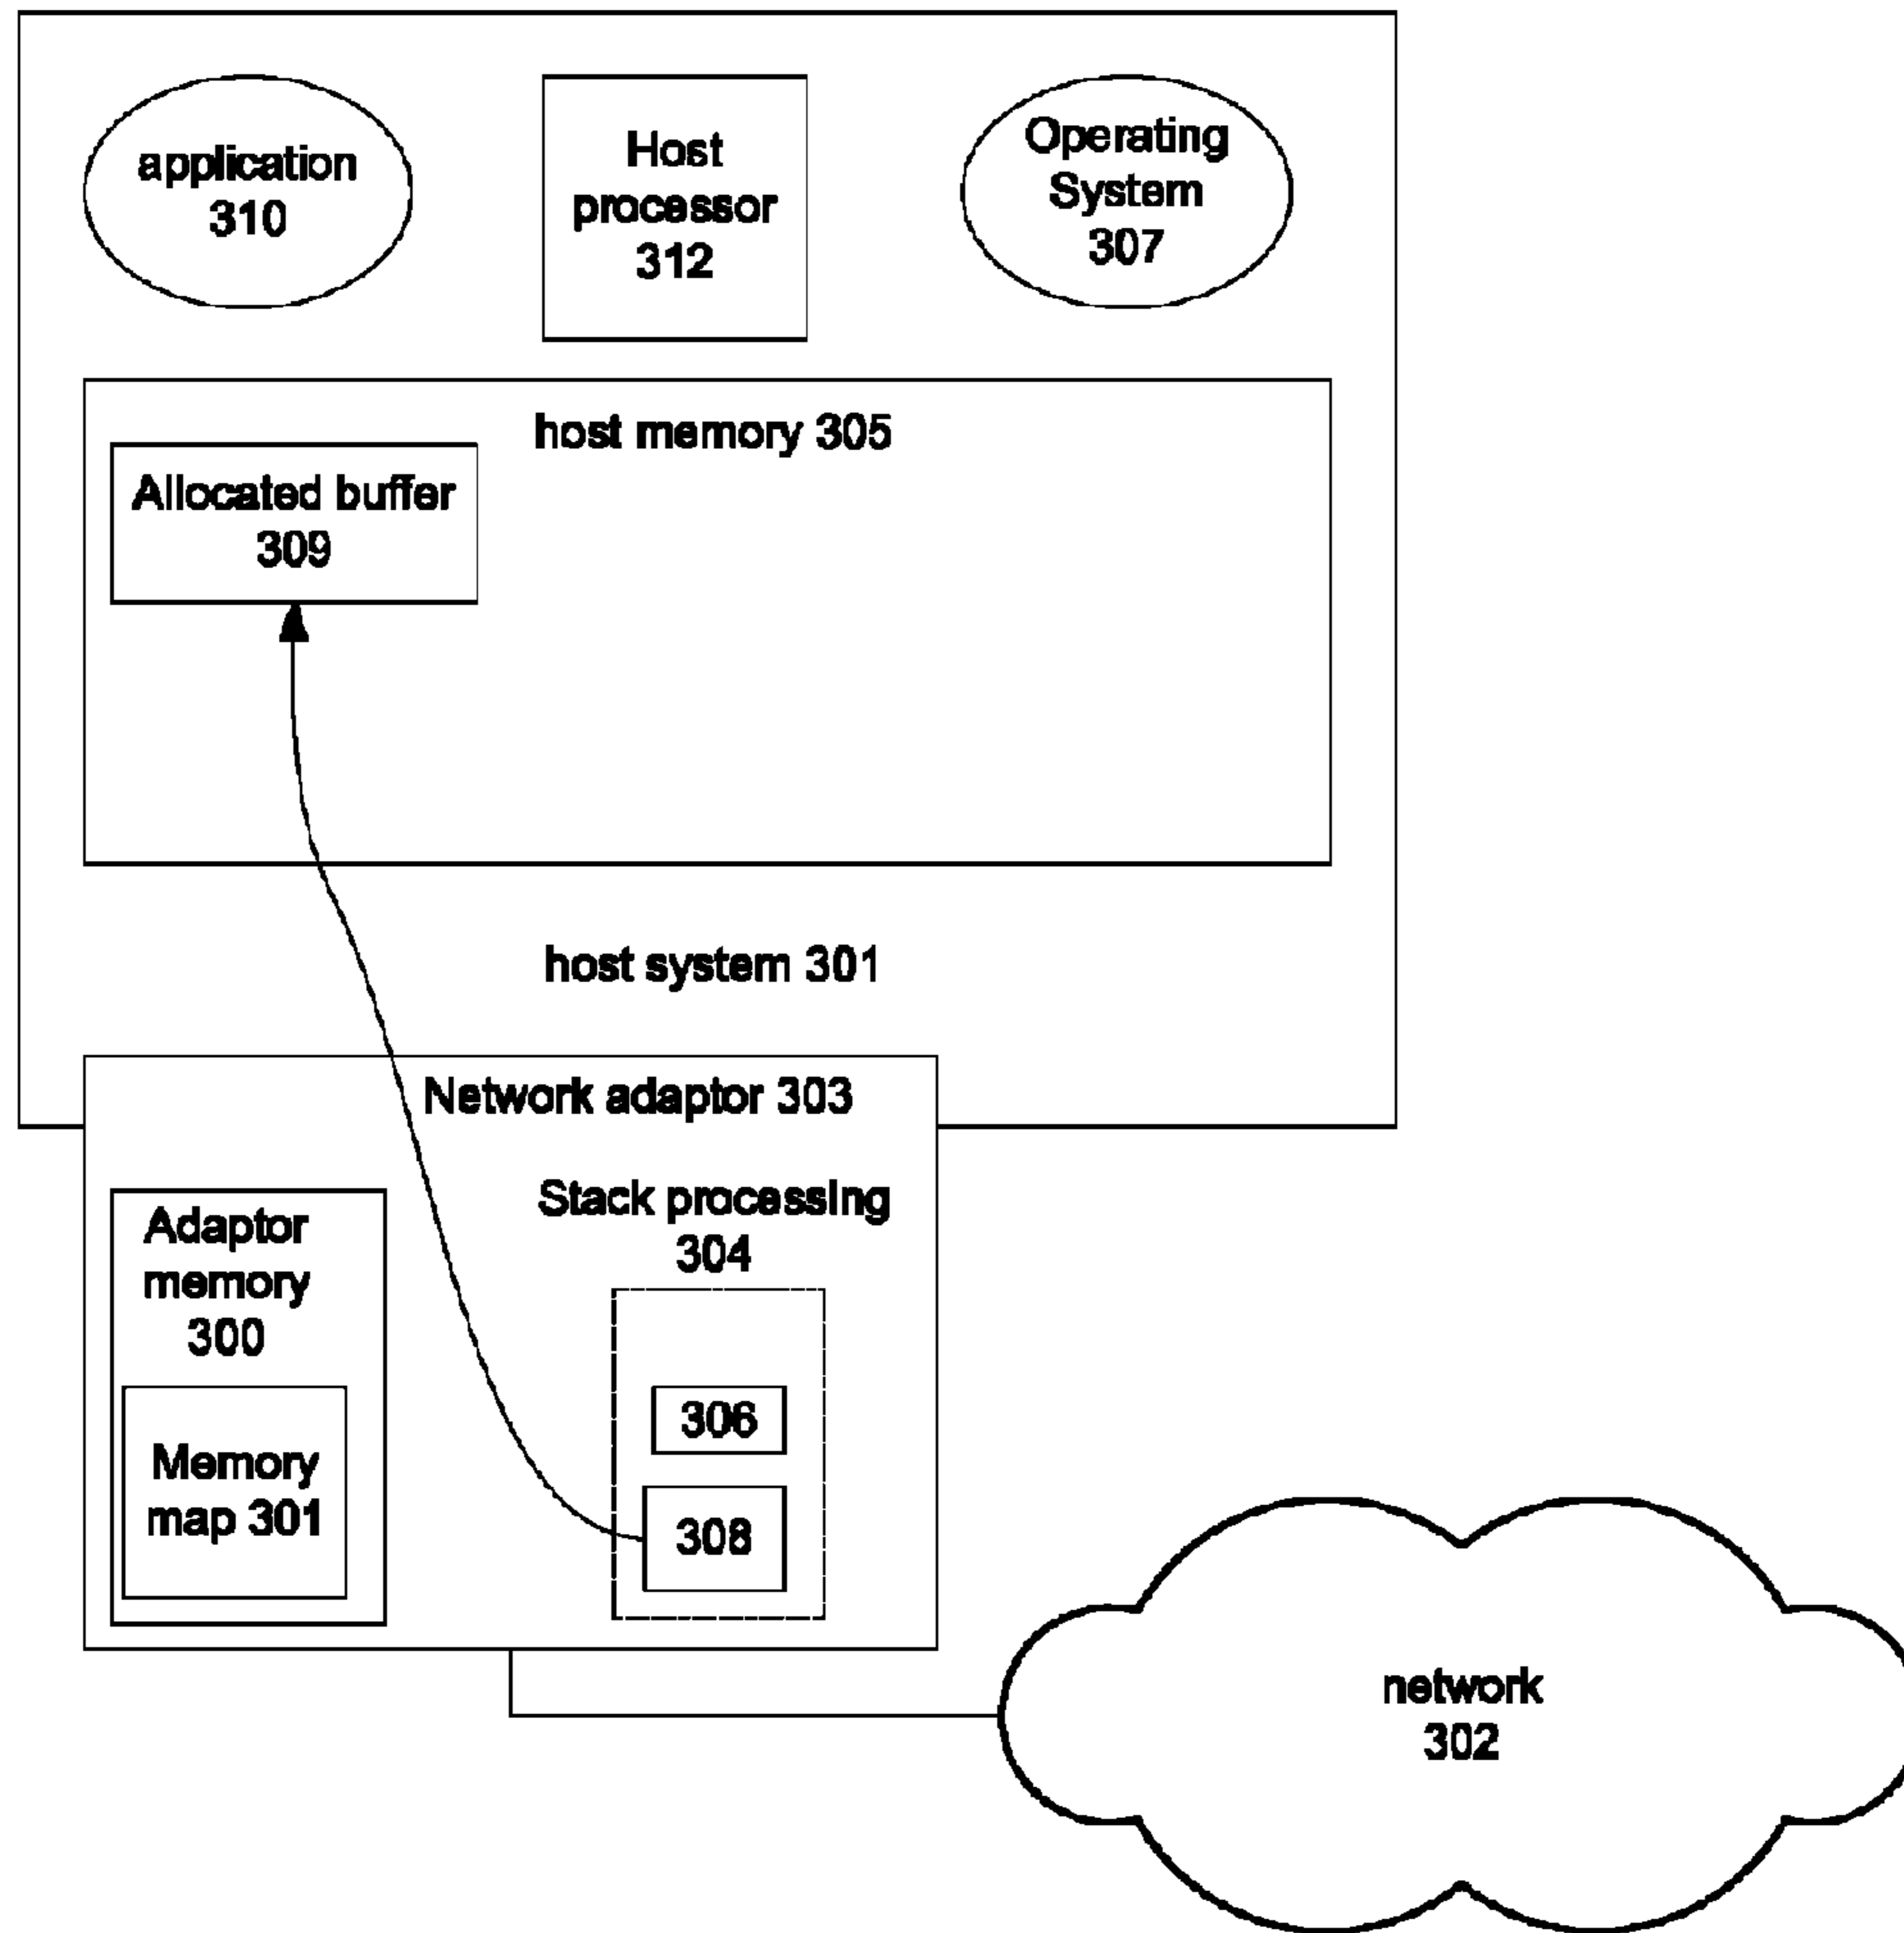 application
310
Host
processor
312
Operating
System
307
host memory 305
Allocated buffer
309
host system 301
Network adaptor 303
Stack processing
304
Adaptor
memory
300
306
Memory
map 301
308
network
302